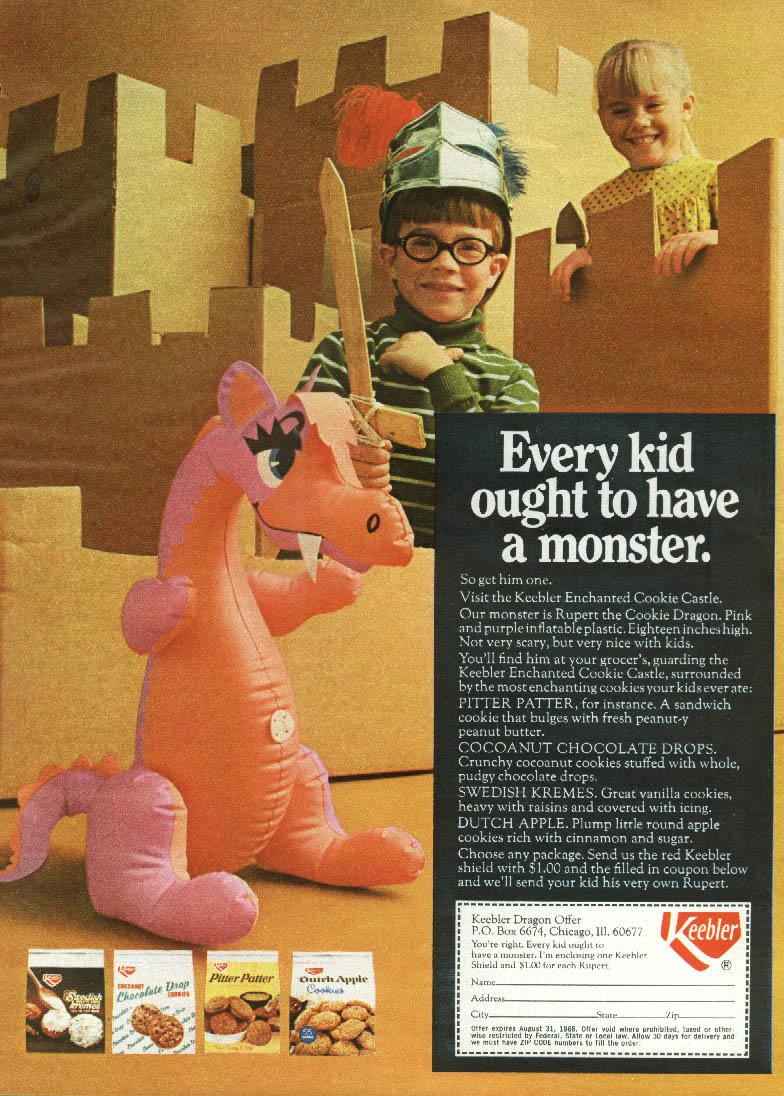 Every kid
ought to have
a monster.
So get him one.
Visit the Keebler Enchanted Cookie Castle.
Our monster is Rupert the Cookie Dragon. Pink
and purple inflatable plastic. Eighteen inches high.
Not very scary, but very nice with kids.
You'll find him at your grocer's, guarding the
Keebler Enchanted Cookie Castle, surrounded
by the most enchanting cookies your kids ever ate:
PITTER PATTER, for instance. A sandwich
cookie that bulges with fresh peanut-y
peanut butter.
COCOANUT CHOCOLATE DROPS.
Crunchy cocoanut cookies stuffed with whole,
pudgy chocolate drops.
SWEDISH KREMES. Great vanilla cookies,
heavy with raisins and covered with icing.
DUTCH APPLE. Plump little round apple
cookies rich with cinnamon and sugar.
Choose any package. Send us the red Keebler
shield with $1.00 and the filled in coupon below
and we'll send your kid his very own Rupert.
Keebler Dragon Offer
P.O. Box 6674, Chicago, Ill. 60677
You're right. Every kid ought to
have a monster. I'm enclosing one Keebler
Shield and $1.00 for each Rupert.
Keebler
®
Name
Address
City State Zip
Offer expires August 31, 1968. Offer void where prohibited, taxed or other-
wise restricted by Federal, State or Local law. Allow 30 days for delivery and
we must have ZIP CODE numbers to fill the order.
Swedish
Kremes
COCOANUT
Chocolate Drop
COOKIES
Pitter Patter
Dutch Apple
Cookies